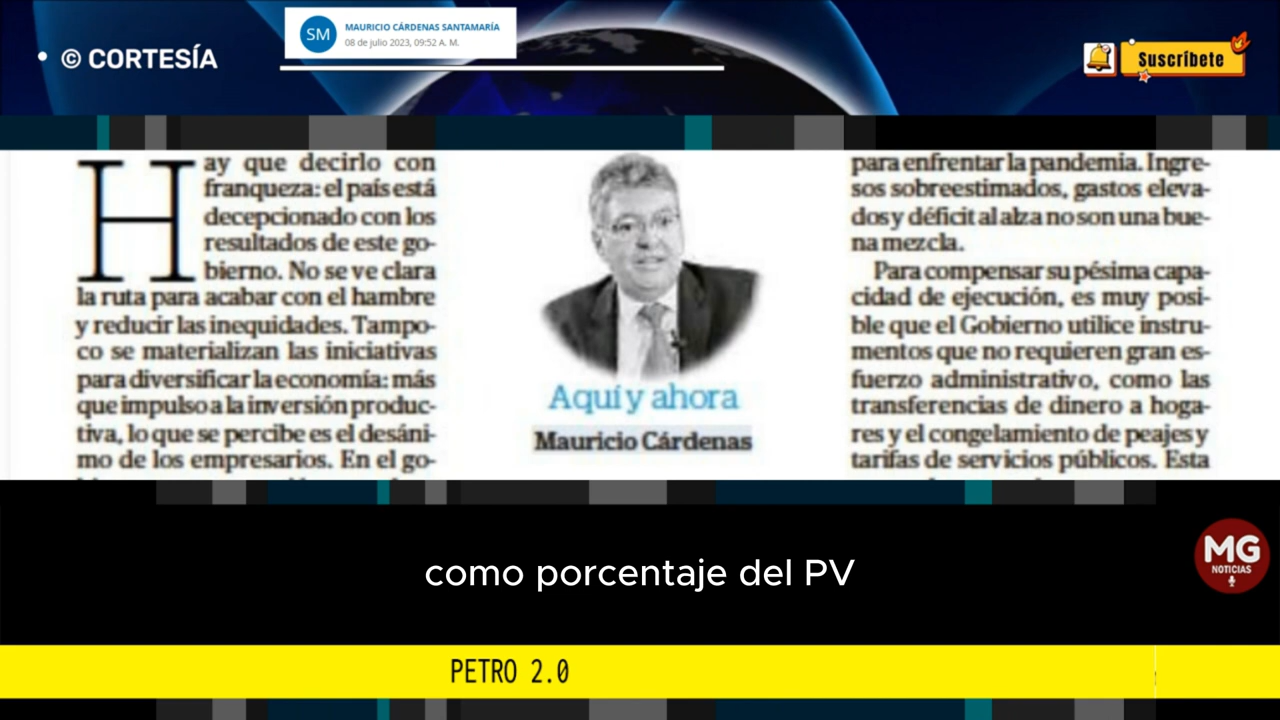 © CORTESÍA
SM
MAURICIO CÁRDENAS SANTAMARÍA
08 de julio 2023, 09:52 A. M.
Suscríbete
Hay que decirlo con
franqueza: el país está
decepcionado con los
resultados de este go-
bierno. No se ve clara
la ruta para acabar con el hambre
y reducir las inequidades. Tampo-
co se materializan las iniciativas
para diversificar la economía: más
que impulso a la inversión produc-
tiva, lo que se percibe es el desáni-
mo de los empresarios. En el go-
Aquí y ahora
Mauricio Cárdenas
para enfrentar la pandemia. Ingre-
sos sobreestimados, gastos eleva-
dos y déficit al alza no son una bue-
na mezcla.
Para compensar su pésima capa-
cidad de ejecución, es muy posi-
ble que el Gobierno utilice instru-
mentos que no requieren gran es-
fuerzo administrativo, como las
transferencias de dinero a hoga-
res y el congelamiento de peajes y
tarifas de servicios públicos. Esta
como porcentaje del PV
MG
NOTICIAS
PETRO 2.0